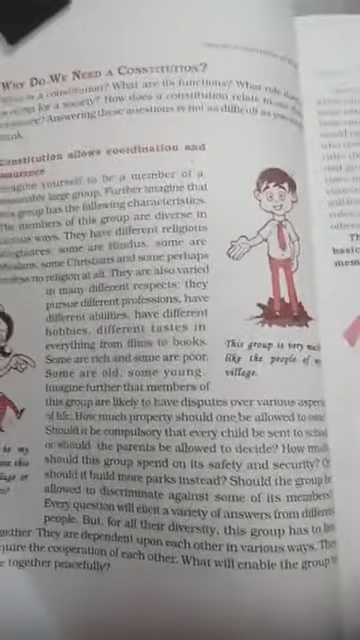 WHY DO WE NEED A CONSTITUTION?
is a constitution? What are its functions? What role does
for a society? How does a constitution relate to our
Answering these questions is not as difficult as you
Constitution allows coordination and
assurance
Imagine yourself to be a member of a
reasonably large group. Further imagine that
this group has the following characteristics.
The members of this group are diverse in
various ways. They have different religious
allegiances: some are Hindus, some are
Muslims, some Christians and some perhaps
profess no religion at all. They are also varied
in many different respects: they
pursue different professions, have
different abilities, have different
hobbies, different tastes in
everything from films to books.
Some are rich and some are poor.
Some are old, some young.
Imagine further that members of
this group are likely to have disputes over various aspects
of life: How much property should one be allowed to own?
Should it be compulsory that every child be sent to school
or should the parents be allowed to decide? How much
should this group spend on its safety and security? Or
should it build more parks instead? Should the group be
allowed to discriminate against some of its members?
Every question will elicit a variety of answers from different
people. But, for all their diversity, this group has to live
together. They are dependent upon each other in various ways. They
require the cooperation of each other. What will enable the group to
together peacefully?
This group is very much
like the people of my
village.